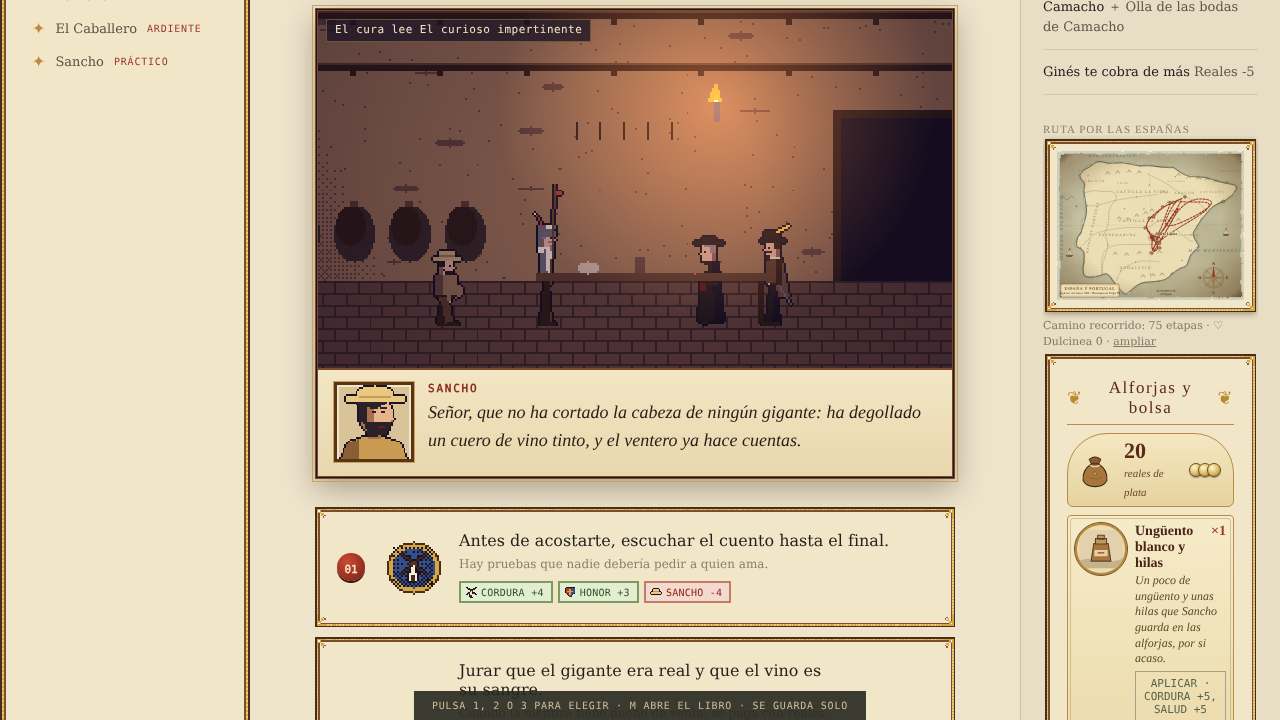 El Caballero ARDIENTE
Sancho PRÁCTICO
El cura lee El curioso impertinente
SANCHO
Señor, que no ha cortado la cabeza de ningún gigante: ha degollado
un cuero de vino tinto, y el ventero ya hace cuentas.
01
Antes de acostarte, escuchar el cuento hasta el final.
Hay pruebas que nadie debería pedir a quien ama.
CORDURA +4
HONOR +3
SANCHO -4
Jurar que el gigante era real y que el vino es
su sangre.
PULSA 1, 2 O 3 PARA ELEGIR · M ABRE EL LIBRO · SE GUARDA SOLO
Camacho + Olla de las bodas
de Camacho
Ginés te cobra de más Reales -5
RUTA POR LAS ESPAÑAS
ESPAÑA Y PORTUGAL
Camino recorrido: 75 etapas · ♡
Dulcinea 0 · ampliar
Alforjas y
bolsa
20
reales de
plata
Ungüento ×1
blanco y
hilas
Un poco de
ungüento y unas
hilas que Sancho
guarda en las
alforjas, por si
acaso.
APLICAR ·
CORDURA +5,
SALUD +5